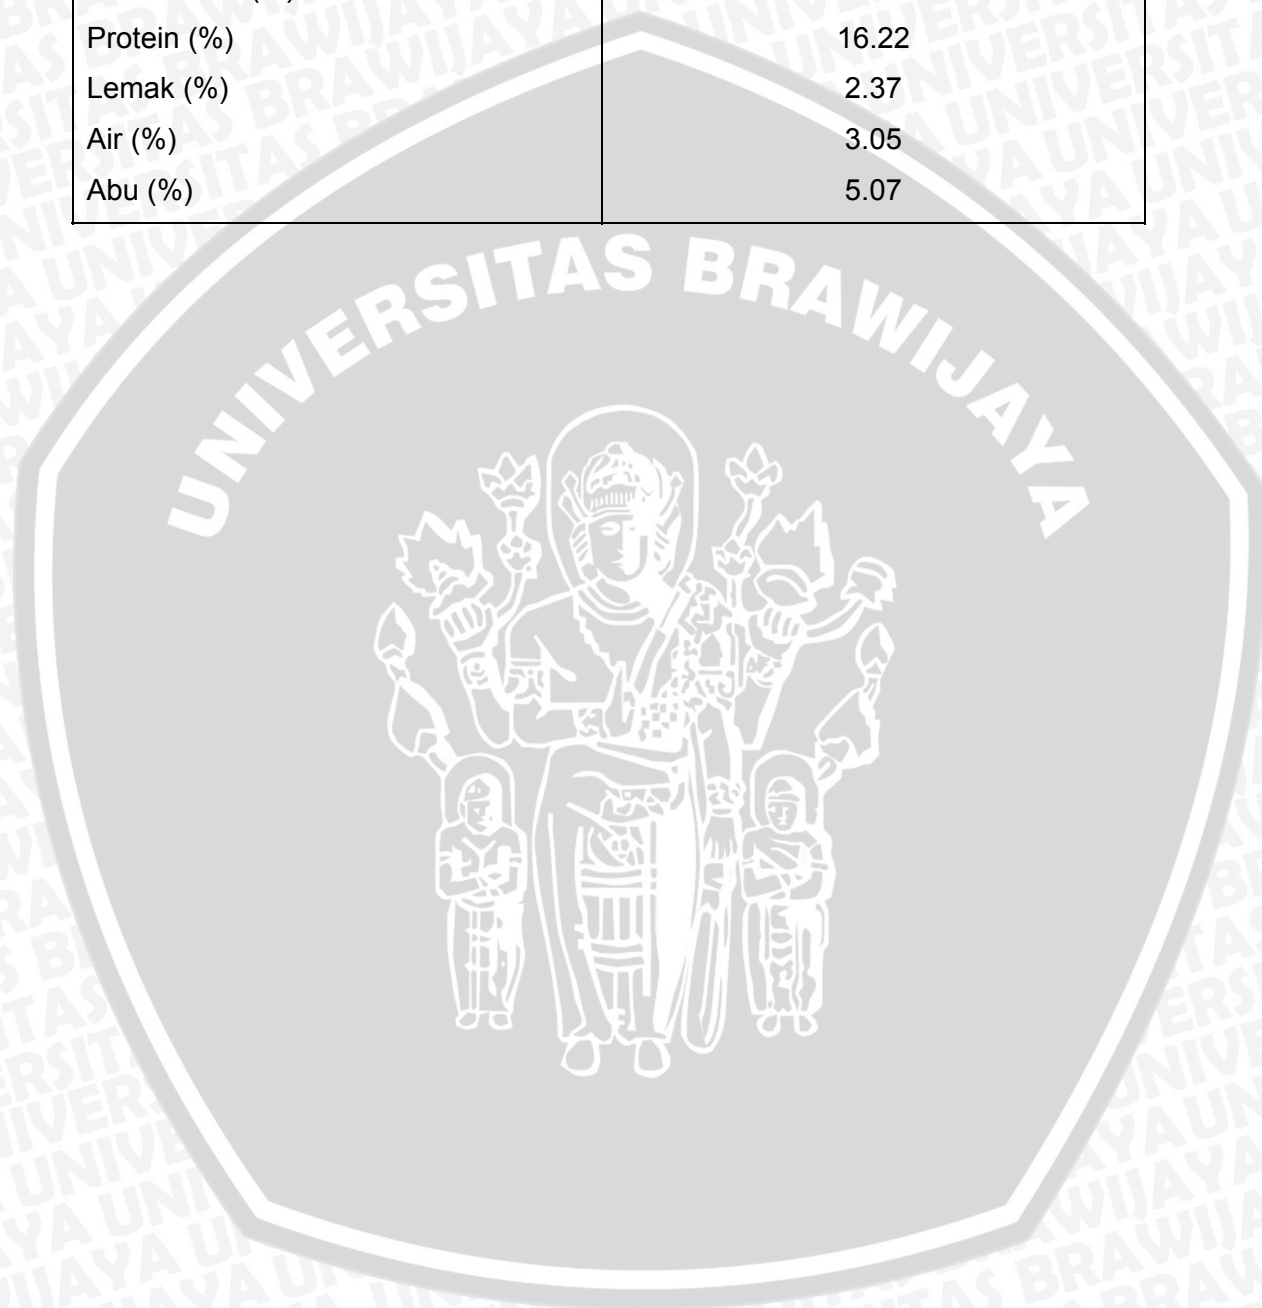 Protein (%) 16.22
Lemak (%) 2.37
Air (%) 3.05
Abu (%) 5.07
UNIVERSITAS BRAWIJAYA